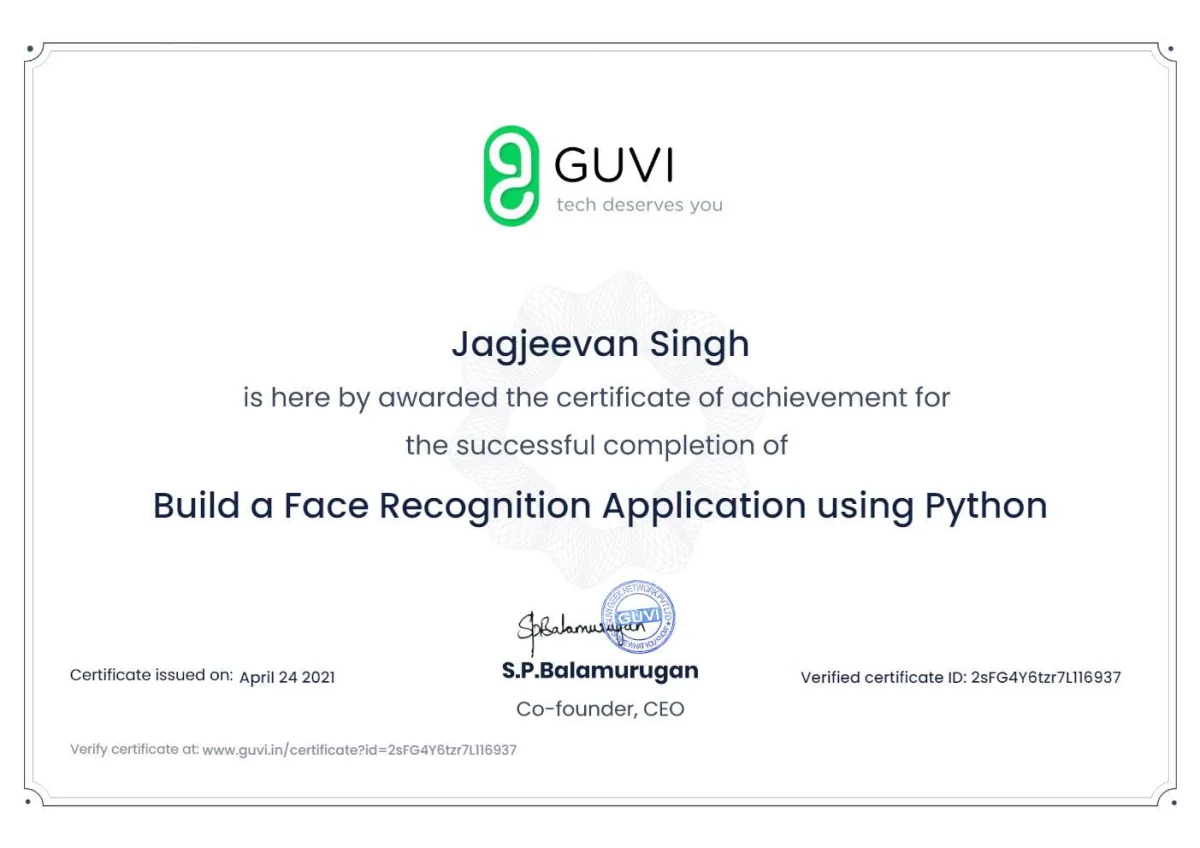 GUVI
tech deserves you
Jagjeevan Singh
is here by awarded the certificate of achievement for
the successful completion of
Build a Face Recognition Application using Python
SpBalamurugan
GUVI
S.P.Balamurugan
Co-founder, CEO
Certificate issued on: April 24 2021
Verified certificate ID: 2sFG4Y6tzr7L116937
Verify certificate at: www.guvi.in/certificate?id=2sFG4Y6tzr7L116937